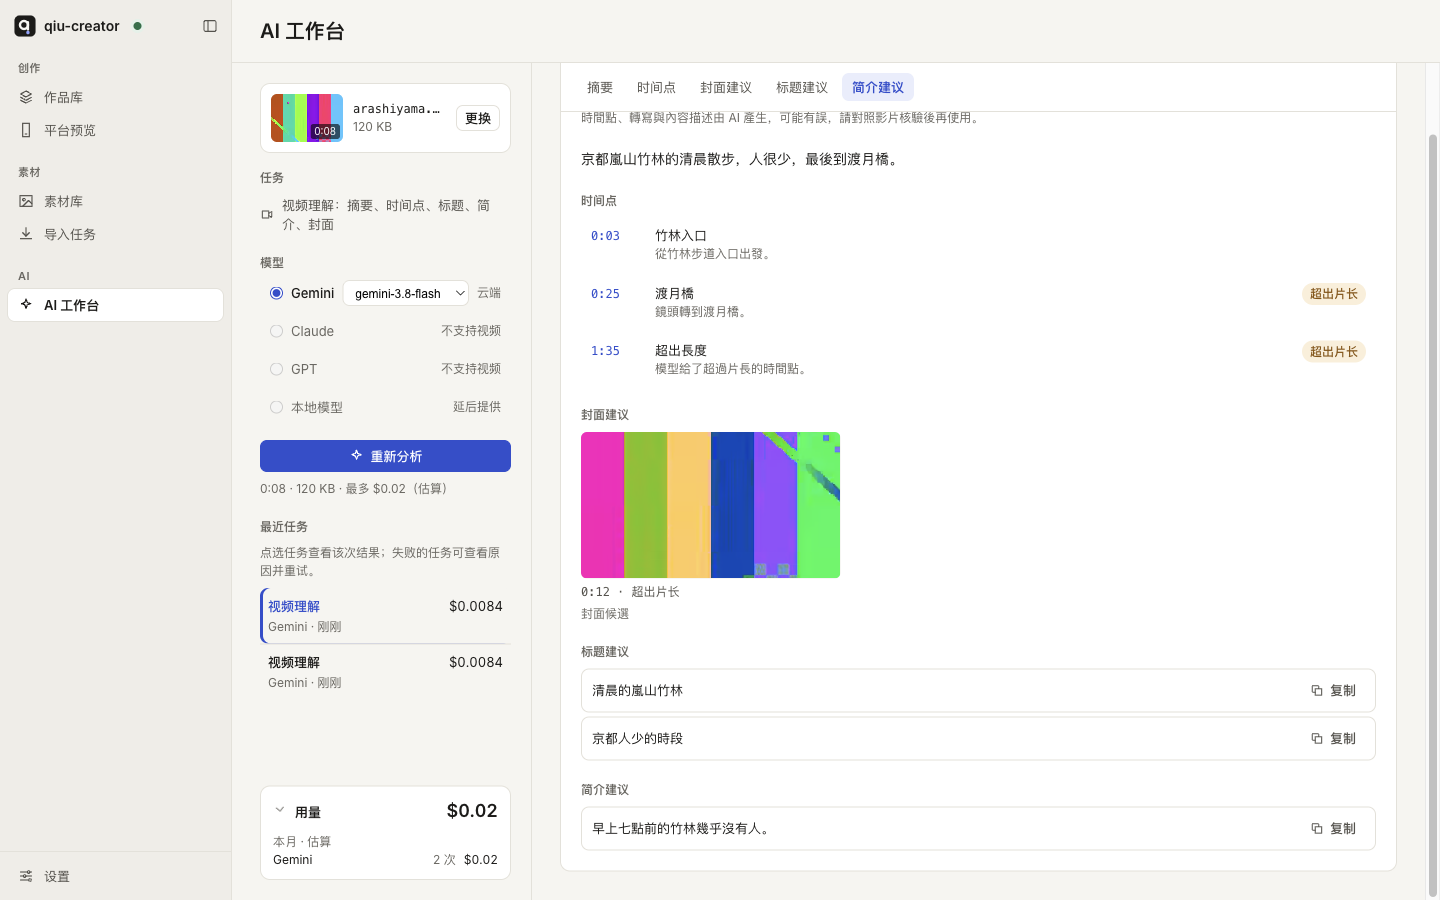 qiu-creator
创作
作品库
平台预览
素材
素材库
导入任务
AI
AI 工作台
设置
AI 工作台
0:08
arashiyama....
120 KB
更换
任务
视频理解：摘要、时间点、标题、简
介、封面
模型
Gemini
gemini-3.8-flash
云端
Claude
不支持视频
GPT
不支持视频
本地模型
延后提供
重新分析
0:08 · 120 KB · 最多 $0.02（估算）
最近任务
点选任务查看该次结果；失败的任务可查看原
因并重试。
视频理解
$0.0084
Gemini · 刚刚
视频理解
$0.0084
Gemini · 刚刚
用量
$0.02
本月 · 估算
Gemini
2 次
$0.02
摘要
时间点
封面建议
标题建议
简介建议
時間點、轉寫與內容描述由 AI 產生，可能有誤，請對照影片核驗後再使用。
京都嵐山竹林的清晨散步，人很少，最後到渡月橋。
时间点
0:03
竹林入口
從竹林步道入口出發。
0:25
渡月橋
超出片长
鏡頭轉到渡月橋。
1:35
超出長度
超出片长
模型給了超過片長的時間點。
封面建议
0:12 · 超出片长
封面候選
标题建议
清晨的嵐山竹林
复制
京都人少的時段
复制
简介建议
早上七點前的竹林幾乎沒有人。
复制